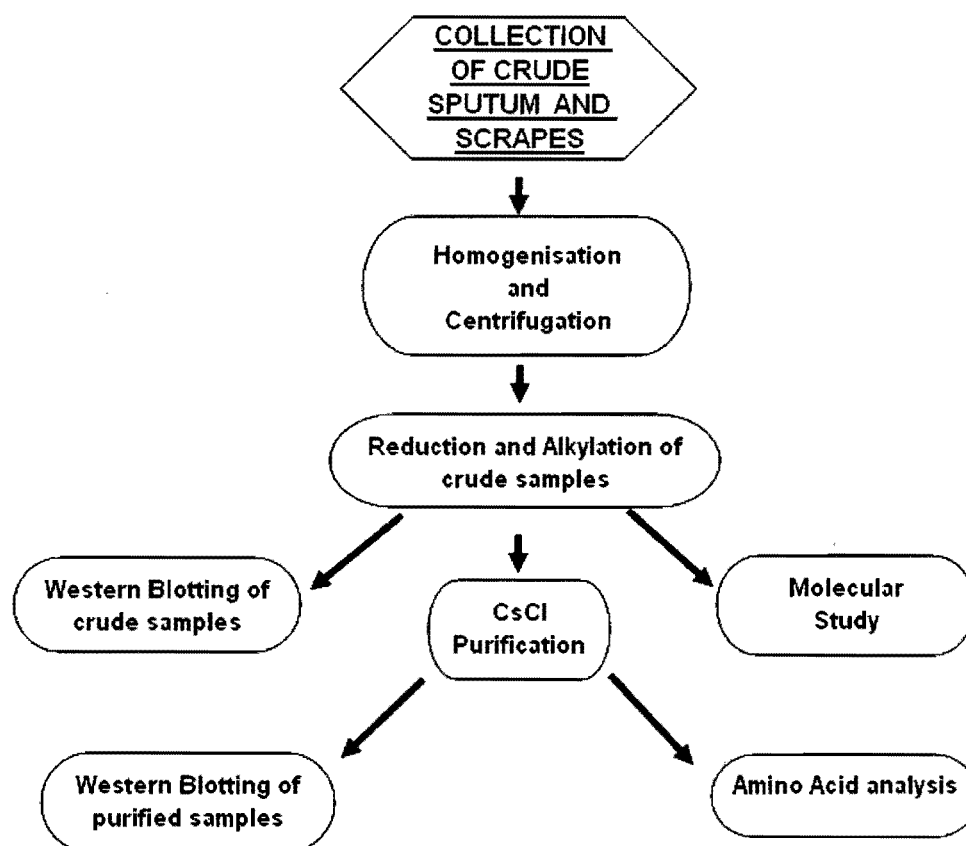 COLLECTION
OF CRUDE
SPUTUM AND
SCRAPES
Homogenisation
and
Centrifugation
Reduction and Alkylation of
crude samples
Western Blotting of
crude samples
CsCl
Purification
Molecular
Study
Western Blotting of
purified samples
Amino Acid analysis